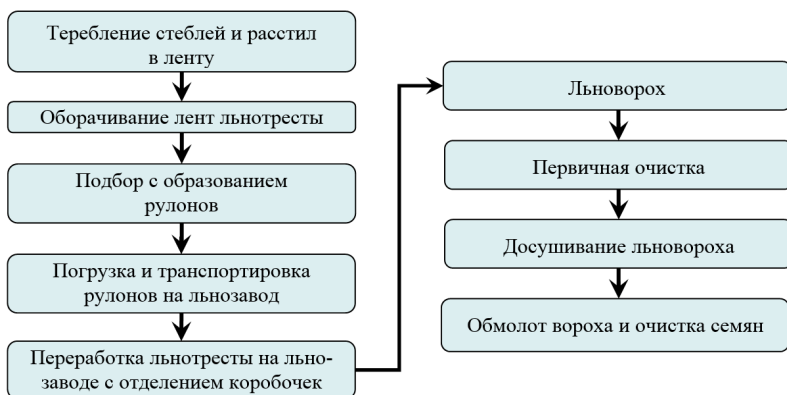 Теребление стеблей и расстил
в ленту
Оборачивание лент льнотресты
Подбор с образованием
рулонов
Погрузка и транспортировка
рулонов на льнозавод
Переработка льнотресты на льно-
заводе с отделением коробочек
Льноворох
Первичная очистка
Досушивание льновороха
Обмолот вороха и очистка семян